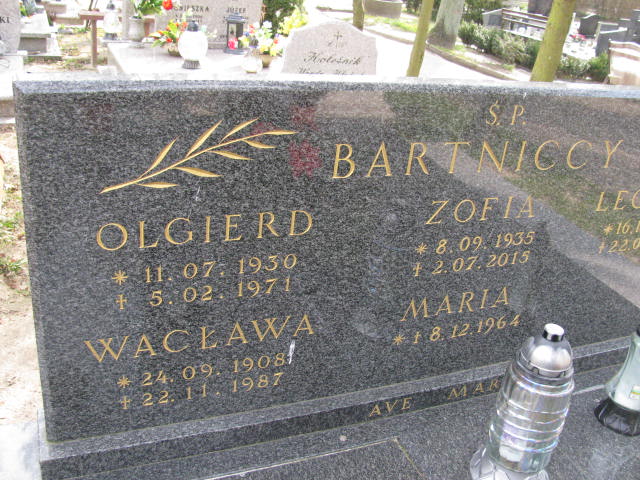 Ś.P.
BARTNICCY
OLGIERD
* 11.07.1930
† 5.02.1971
WACŁAWA
* 24.09.1908
† 22.11.1987
ZOFIA
* 8.09.1935
† 2.07.2015
MARIA
*† 8.12.1964
AVE
JÓZEF